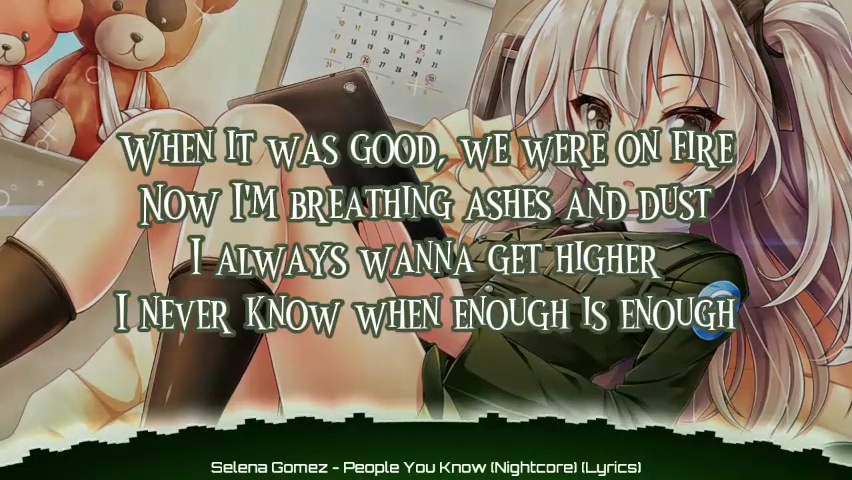 When it was good, we were on fire
Now I'm breathing ashes and dust
I always wanna get higher
I never know when enough is enough
Selena Gomez - People You Know (Nightcore) (Lyrics)